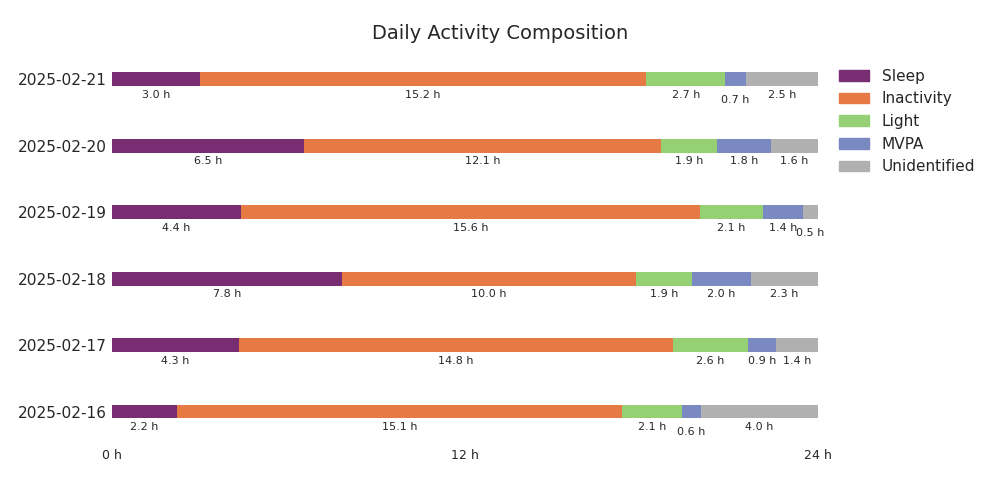 Daily Activity Composition
2025-02-21
3.0 h 15.2 h 2.7 h 0.7 h 2.5 h
2025-02-20
6.5 h 12.1 h 1.9 h 1.8 h 1.6 h
2025-02-19
4.4 h 15.6 h 2.1 h 1.4 h 0.5 h
2025-02-18
7.8 h 10.0 h 1.9 h 2.0 h 2.3 h
2025-02-17
4.3 h 14.8 h 2.6 h 0.9 h 1.4 h
2025-02-16
2.2 h 15.1 h 2.1 h 0.6 h 4.0 h
0 h 12 h 24 h
Sleep
Inactivity
Light
MVPA
Unidentified